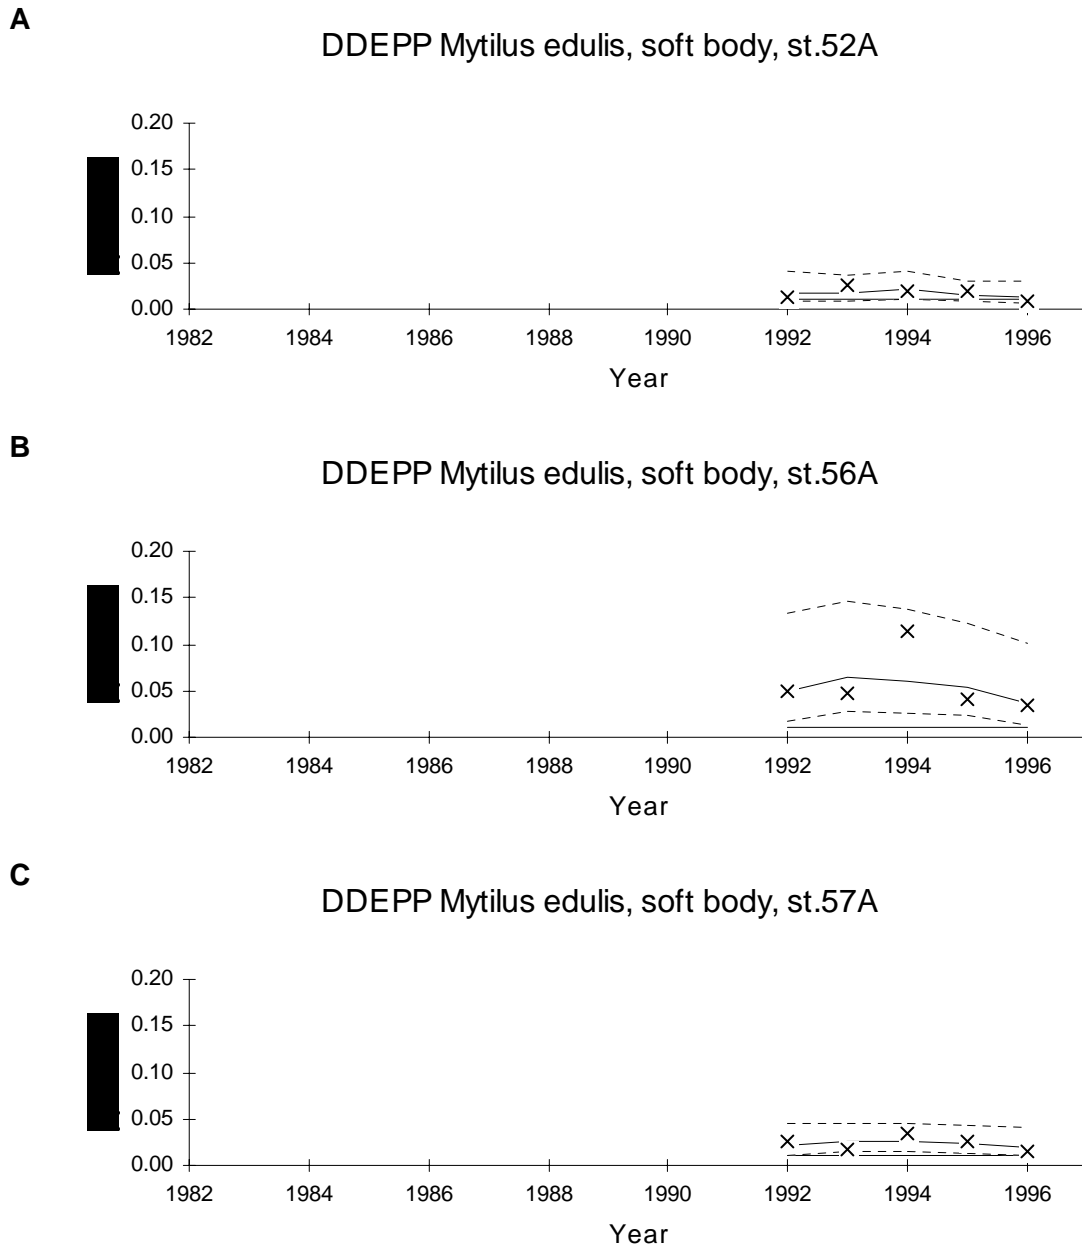 A
DDEPP Mytilus edulis, soft body, st.52A
0.20
0.15
0.10
0.05
0.00
1982 1984 1986 1988 1990 1992 1994 1996
Year
B
DDEPP Mytilus edulis, soft body, st.56A
0.20
0.15
0.10
0.05
0.00
1982 1984 1986 1988 1990 1992 1994 1996
Year
C
DDEPP Mytilus edulis, soft body, st.57A
0.20
0.15
0.10
0.05
0.00
1982 1984 1986 1988 1990 1992 1994 1996
Year